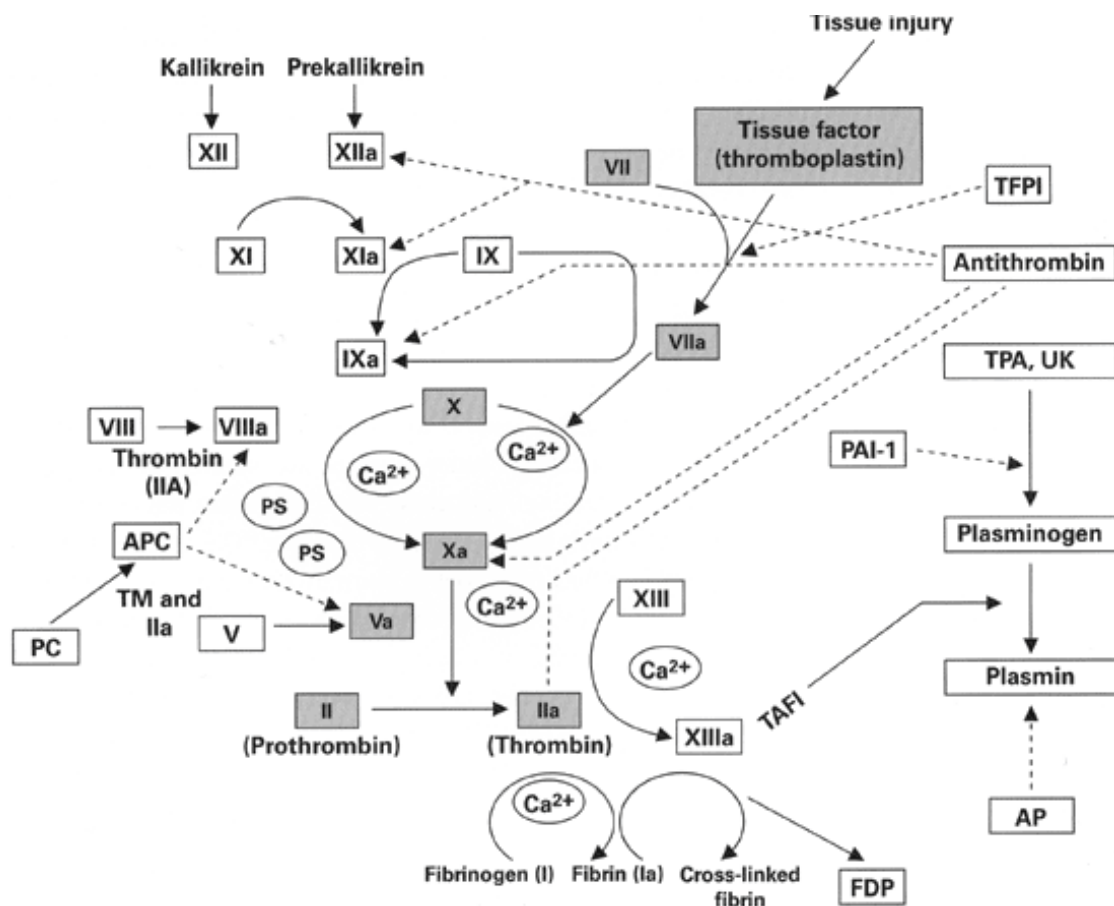 Tissue injury
Kallikrein
Prekallikrein
Tissue factor
(thromboplastin)
XII
XIIa
VII
TFPI
XI
XIa
IX
Antithrombin
IXa
VIIa
TPA, UK
X
VIII
VIIIa
Ca2+
PAI-1
Thrombin
(IIA)
Ca2+
PS
APC
PS
Xa
Plasminogen
Ca2+
XIII
TM and
IIa
V
Va
PC
Ca2+
Plasmin
II
IIa
TAFI
(Prothrombin)
(Thrombin)
XIIIa
Ca2+
AP
Fibrinogen (I)
Fibrin (Ia)
Cross-linked
fibrin
FDP